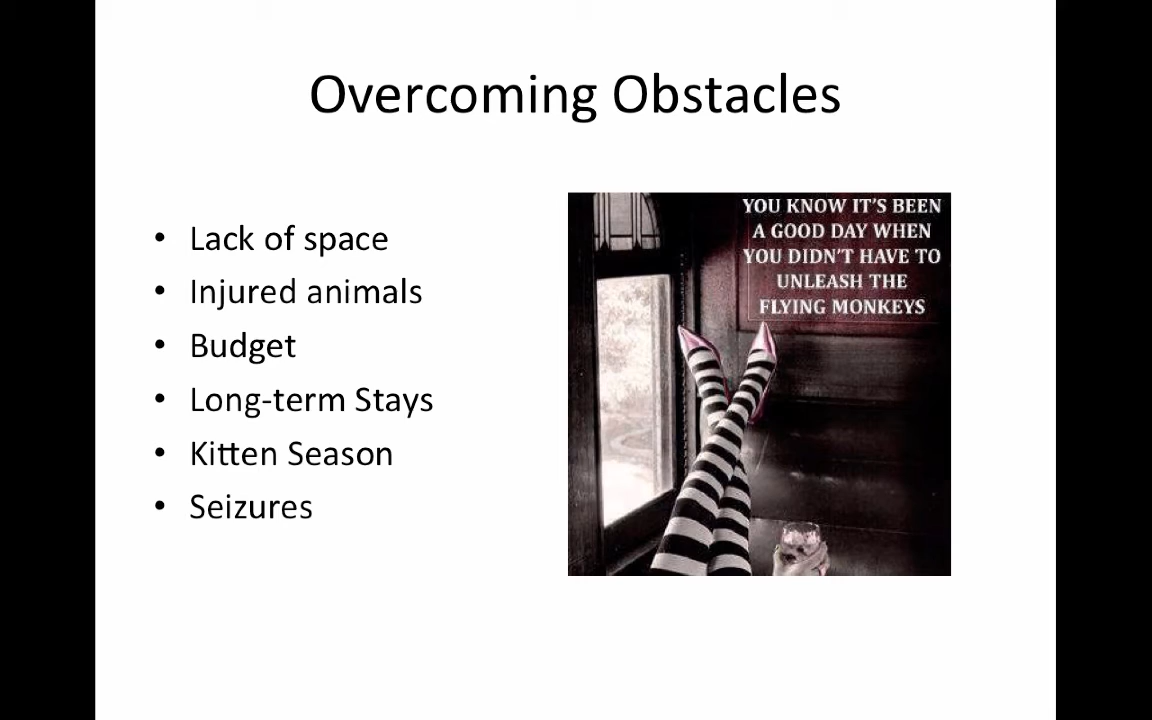 Overcoming Obstacles
• Lack of space
• Injured animals
• Budget
• Long-term Stays
• Kitten Season
• Seizures
YOU KNOW IT'S BEEN
A GOOD DAY WHEN
YOU DIDN'T HAVE TO
UNLEASH THE
FLYING MONKEYS